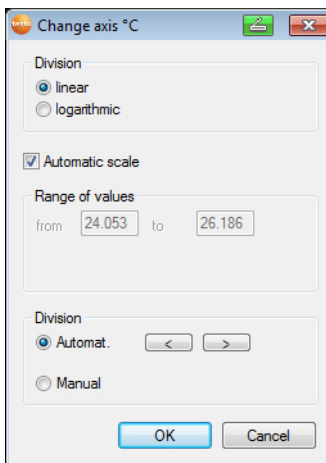 testo Change axis °C
Division
linear
logarithmic
Automatic scale
Range of values
from 24.053 to 26.186
Division
Automat. < >
Manual
OK Cancel